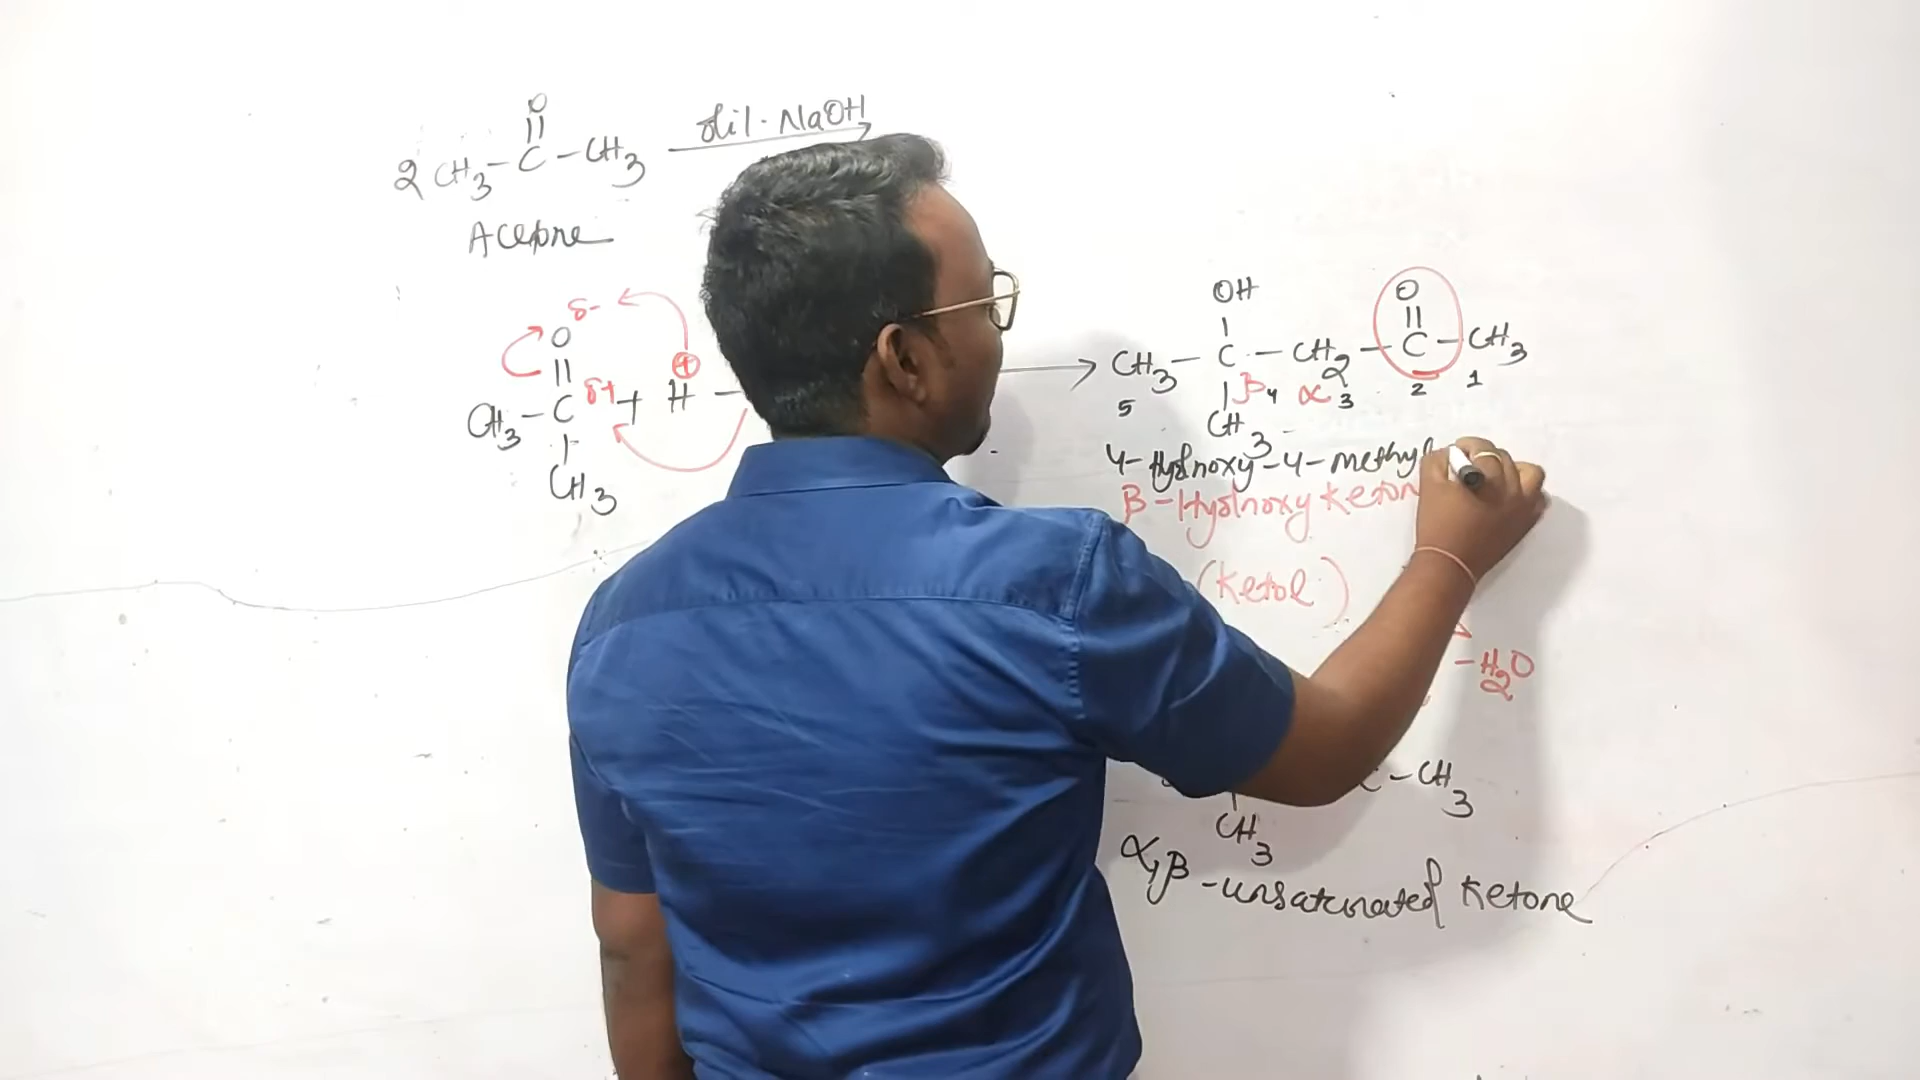 O
||
2 CH3 - C - CH3 dil. NaOH
Acetone
δ-
O
||
CH3 - C δ+ + H -
⊕
|
CH3
OH O
| ||
CH3 - C - CH2 - C - CH3
5 | β 4 α 3 2 1
CH3
4-Hydroxy-4-methyl
β-Hydroxy Keton
(Ketol)
-H2O
C - CH3
|
CH3
α,β-unsaturated Ketone